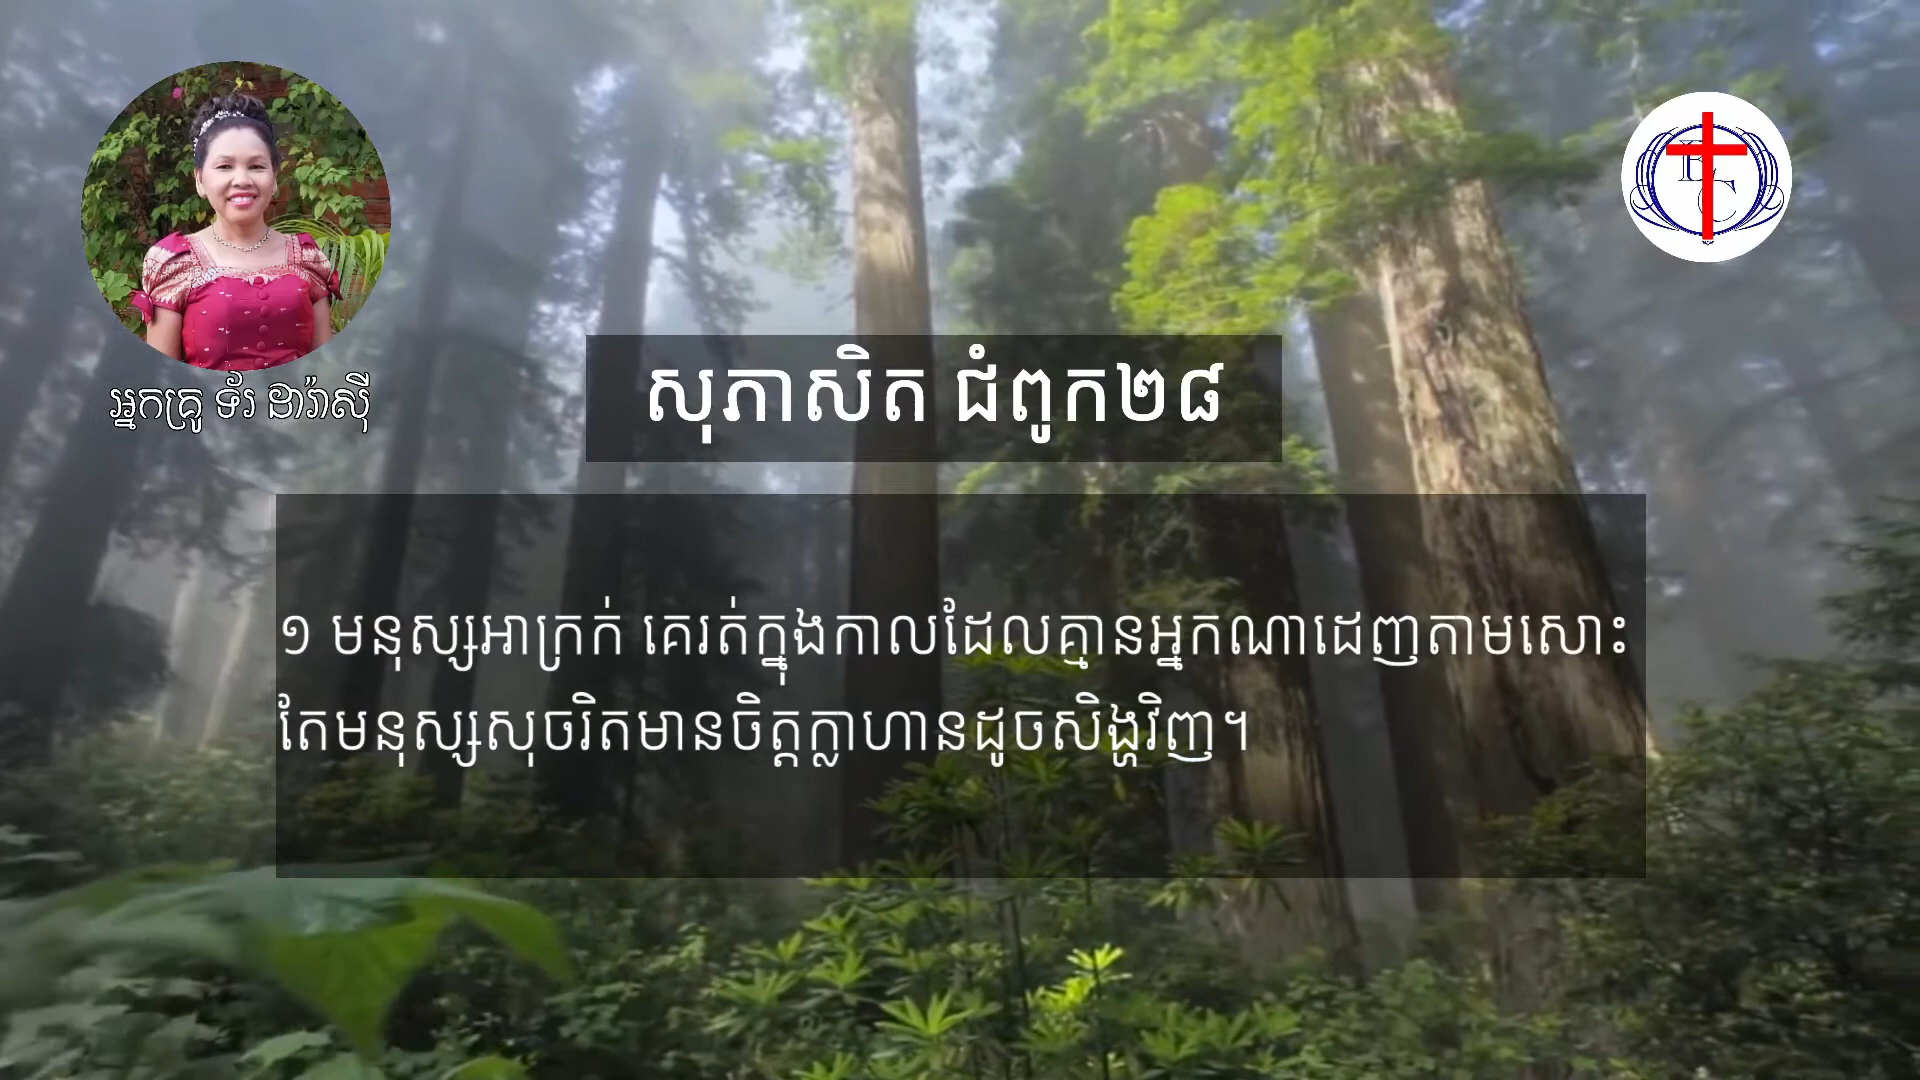 អ្នកគ្រូ ទ័រ ដារ៉ាស៊ី
E
C
សុភាសិត ជំពូក២៨
១ មនុស្សអាក្រក់ គេរត់ក្នុងកាលដែលគ្មានអ្នកណាដេញតាមសោះ
តែមនុស្សសុចរិតមានចិត្តក្លាហានដូចសិង្ហវិញ។